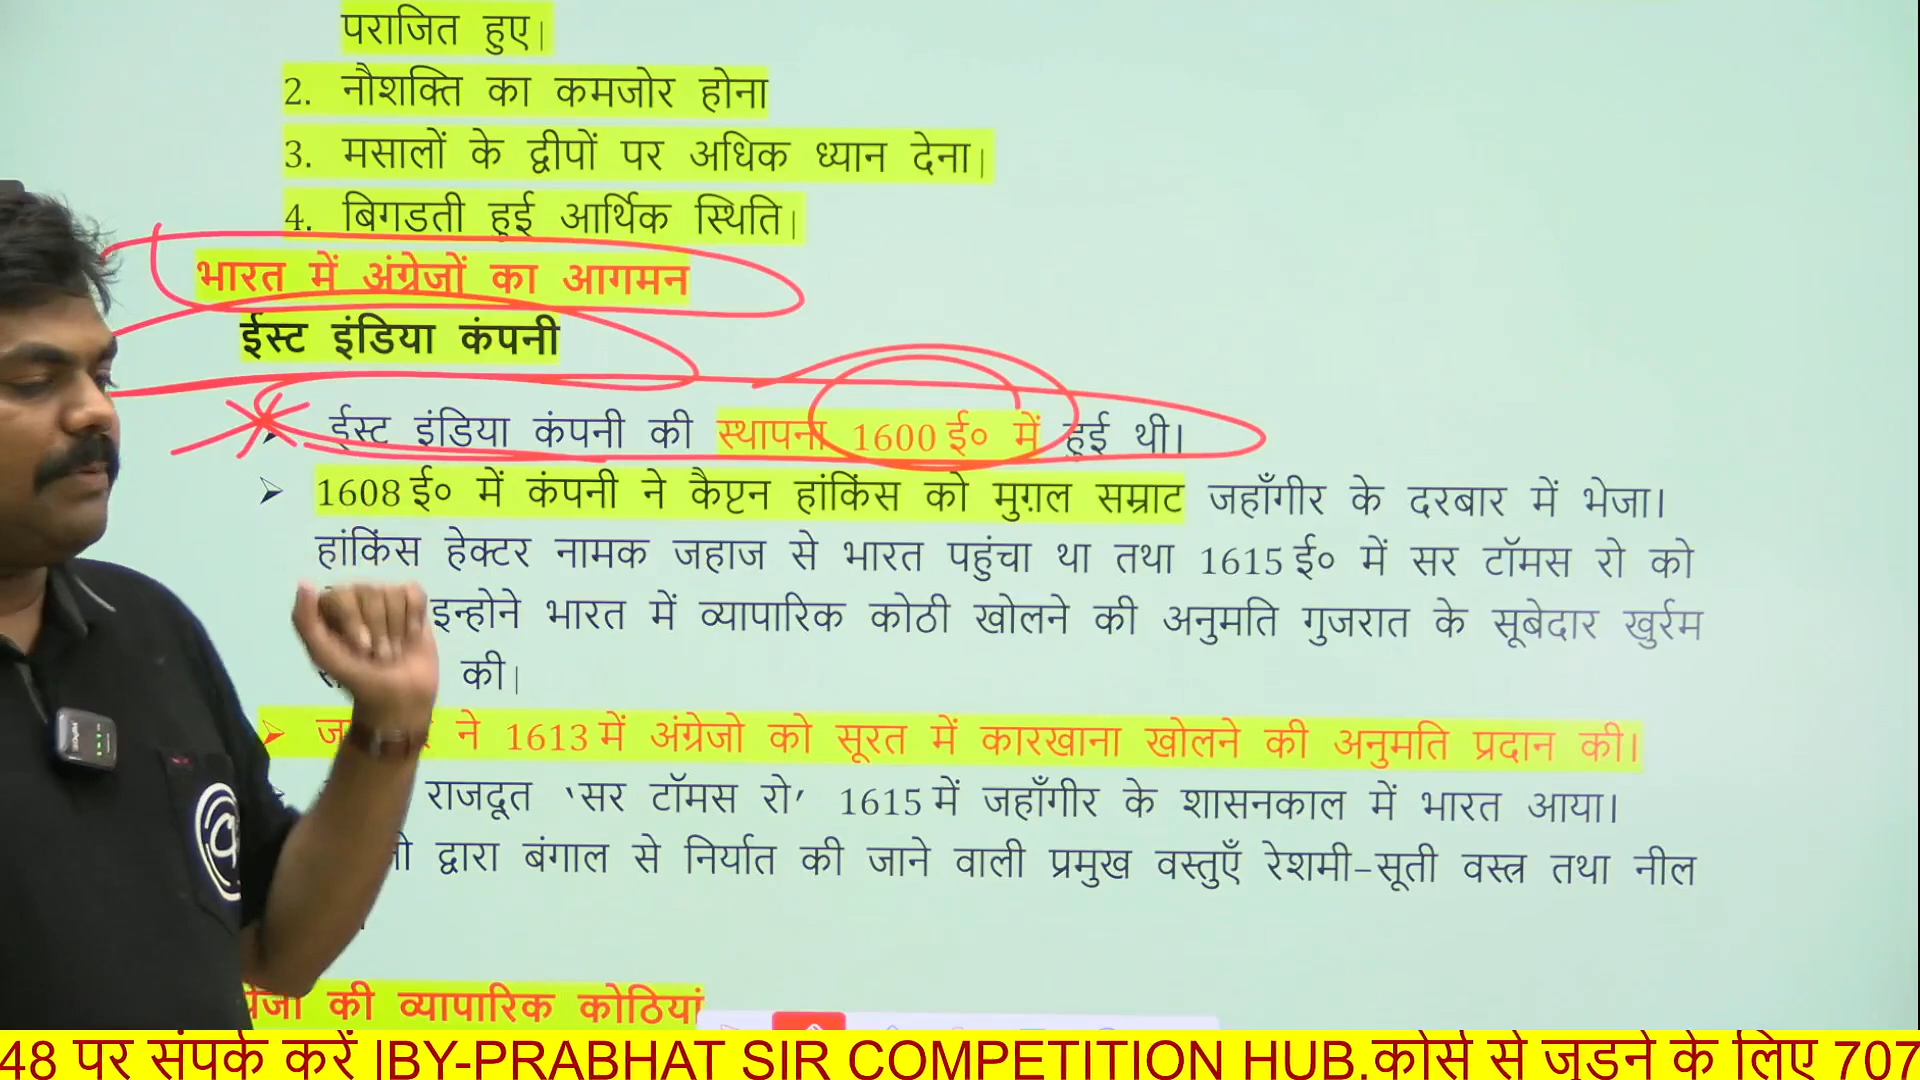 पराजित हुए।
2. नौशक्ति का कमजोर होना
3. मसालों के द्वीपों पर अधिक ध्यान देना।
4. बिगडती हुई आर्थिक स्थिति।
भारत में अंग्रेजों का आगमन
ईस्ट इंडिया कंपनी
➤ ईस्ट इंडिया कंपनी की स्थापना 1600 ई० में हुई थी।
➤ 1608 ई० में कंपनी ने कैप्टन हांकिंस को मुग़ल सम्राट जहाँगीर के दरबार में भेजा।
हांकिंस हेक्टर नामक जहाज से भारत पहुंचा था तथा 1615 ई० में सर टॉमस रो को
इन्होने भारत में व्यापारिक कोठी खोलने की अनुमति गुजरात के सूबेदार खुर्रम
की।
➤ ने 1613 में अंग्रेजो को सूरत में कारखाना खोलने की अनुमति प्रदान की।
राजदूत 'सर टॉमस रो' 1615 में जहाँगीर के शासनकाल में भारत आया।
द्वारा बंगाल से निर्यात की जाने वाली प्रमुख वस्तुएँ रेशमी-सूती वस्त्र तथा नील
की व्यापारिक कोठियां
48 पर संपर्क करें |BY-PRABHAT SIR COMPETITION HUB.कोर्स से जुडने के लिए 707